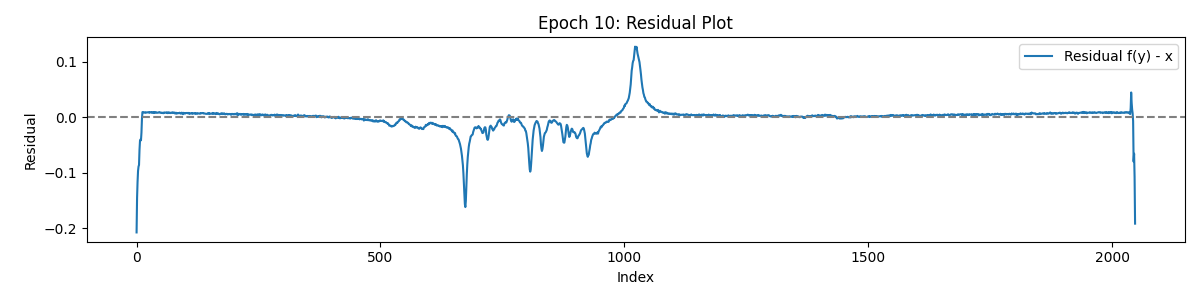 Epoch 10: Residual Plot
Residual f(y) - x
Residual
0.1
0.0
−0.1
−0.2
0
500
1000
1500
2000
Index